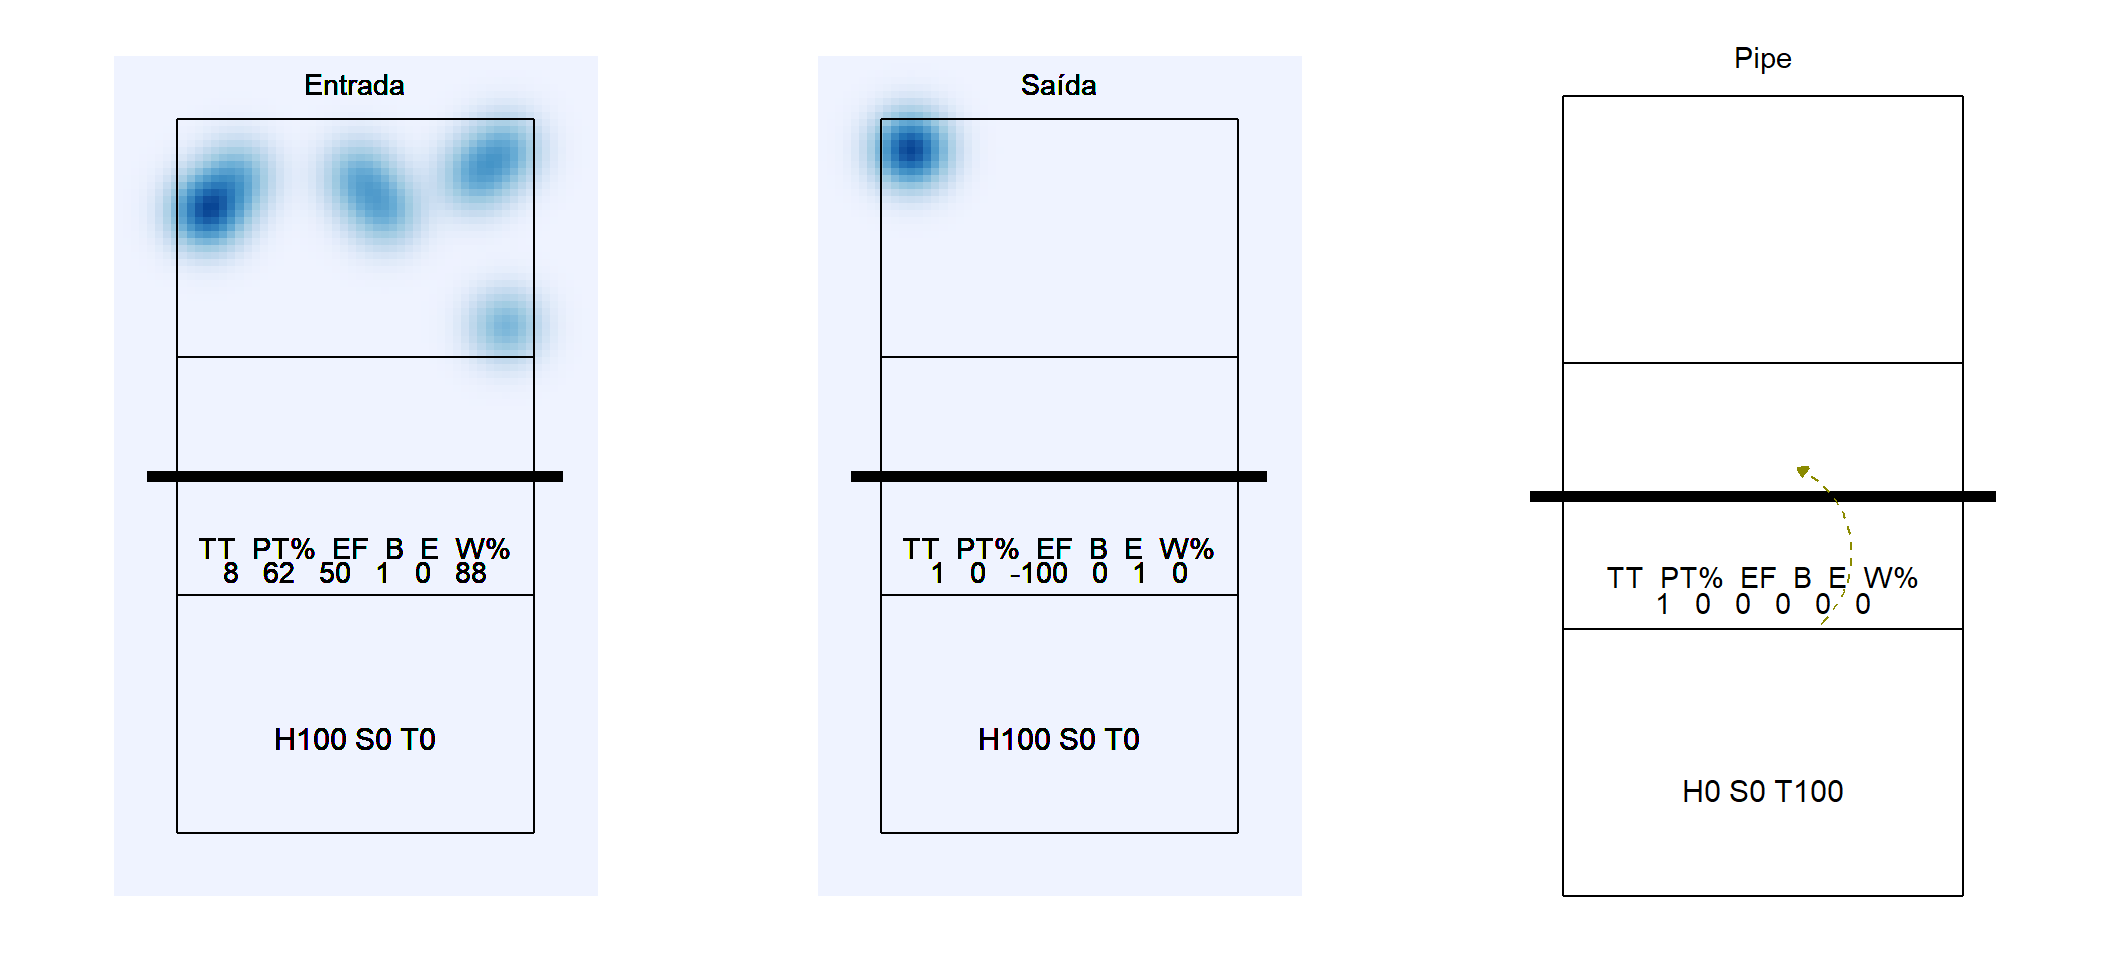 Entrada
TT PT% EF B E W%
8 62 50 1 0 88
H100 S0 T0
Saída
TT PT% EF B E W%
1 0 -100 0 1 0
H100 S0 T0
Pipe
TT PT% EF B E W%
1 0 0 0 0 0
H0 S0 T100